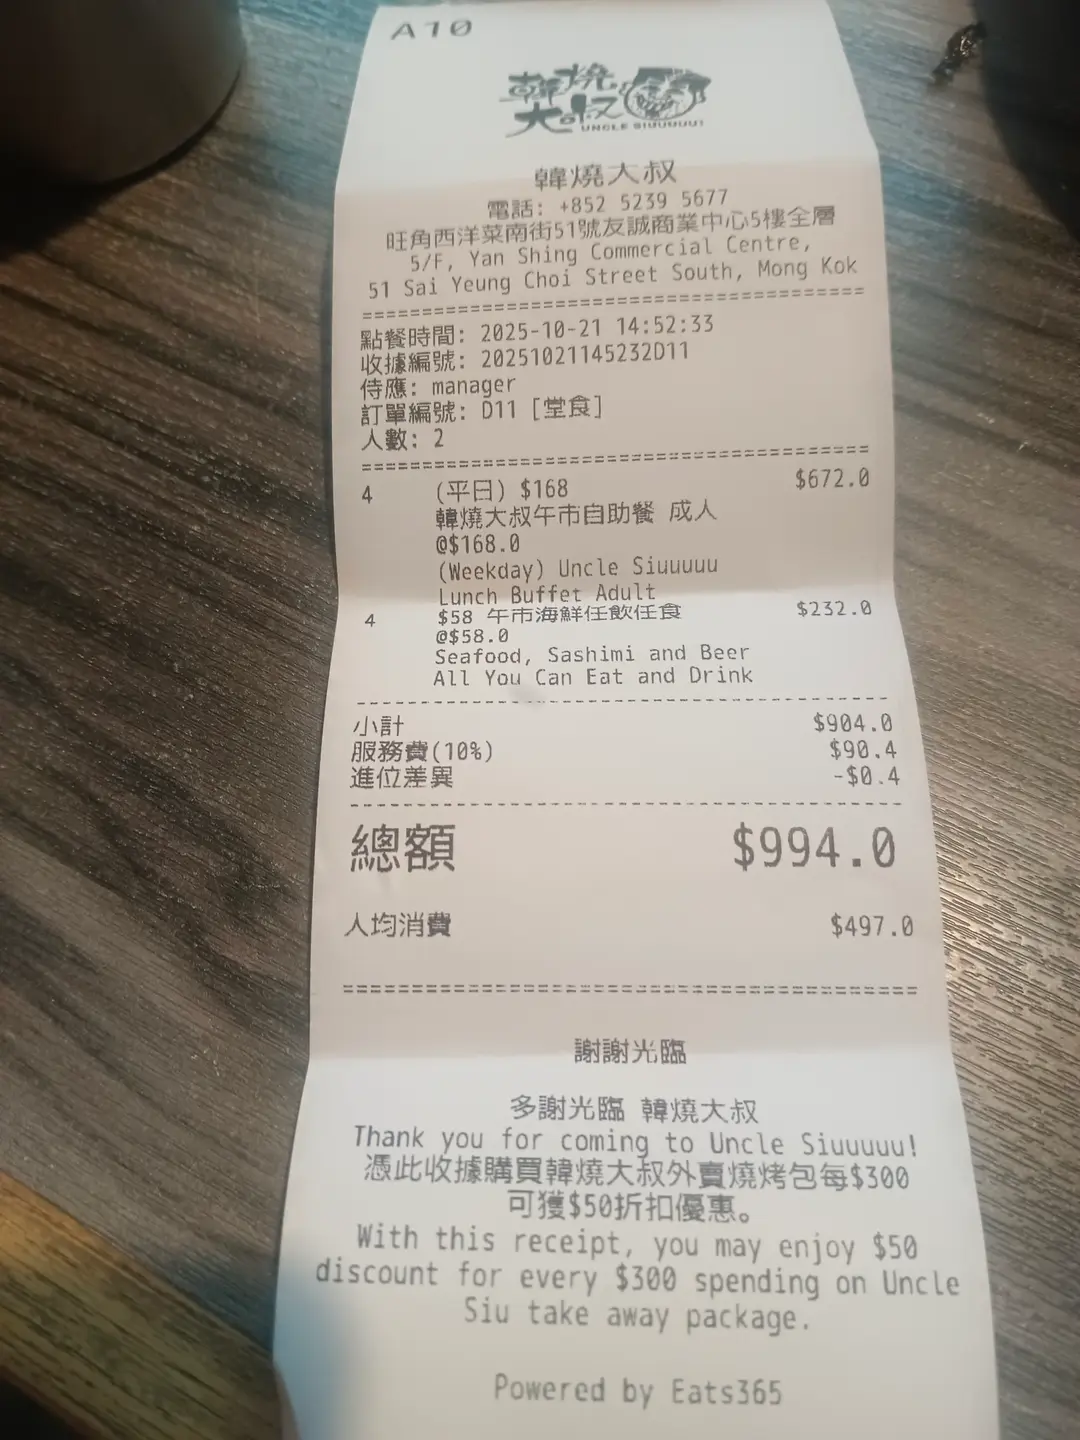 A10
韓燒大叔
UNCLE SIUUUUU!
韓燒大叔
電話: +852 5239 5677
旺角西洋菜南街51號友誠商業中心5樓全層
5/F, Yan Shing Commercial Centre,
51 Sai Yeung Choi Street South, Mong Kok
========================================
點餐時間: 2025-10-21 14:52:33
收據編號: 20251021145232D11
侍應: manager
訂單編號: D11 [堂食]
人數: 2
========================================
4 (平日) $168 $672.0
韓燒大叔午市自助餐 成人
@$168.0
(Weekday) Uncle Siuuuuu
Lunch Buffet Adult
4 $58 午市海鮮任飲任食 $232.0
@$58.0
Seafood, Sashimi and Beer
All You Can Eat and Drink
----------------------------------------
小計 $904.0
服務費(10%) $90.4
進位差異 -$0.4
----------------------------------------
總額 $994.0
人均消費 $497.0
========================================
謝謝光臨
多謝光臨 韓燒大叔
Thank you for coming to Uncle Siuuuuu!
憑此收據購買韓燒大叔外賣燒烤包每$300
可獲$50折扣優惠。
With this receipt, you may enjoy $50
discount for every $300 spending on Uncle
Siu take away package.
Powered by Eats365